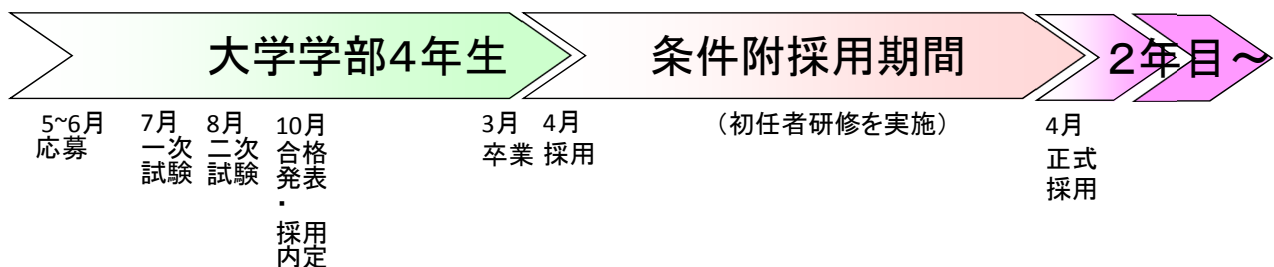 大学学部4年生
条件附採用期間
2年目~
5~6月
応募
7月
一次
試験
8月
二次
試験
10月
合格
発表
・
採用
内定
3月
卒業
4月
採用
(初任者研修を実施)
4月
正式
採用